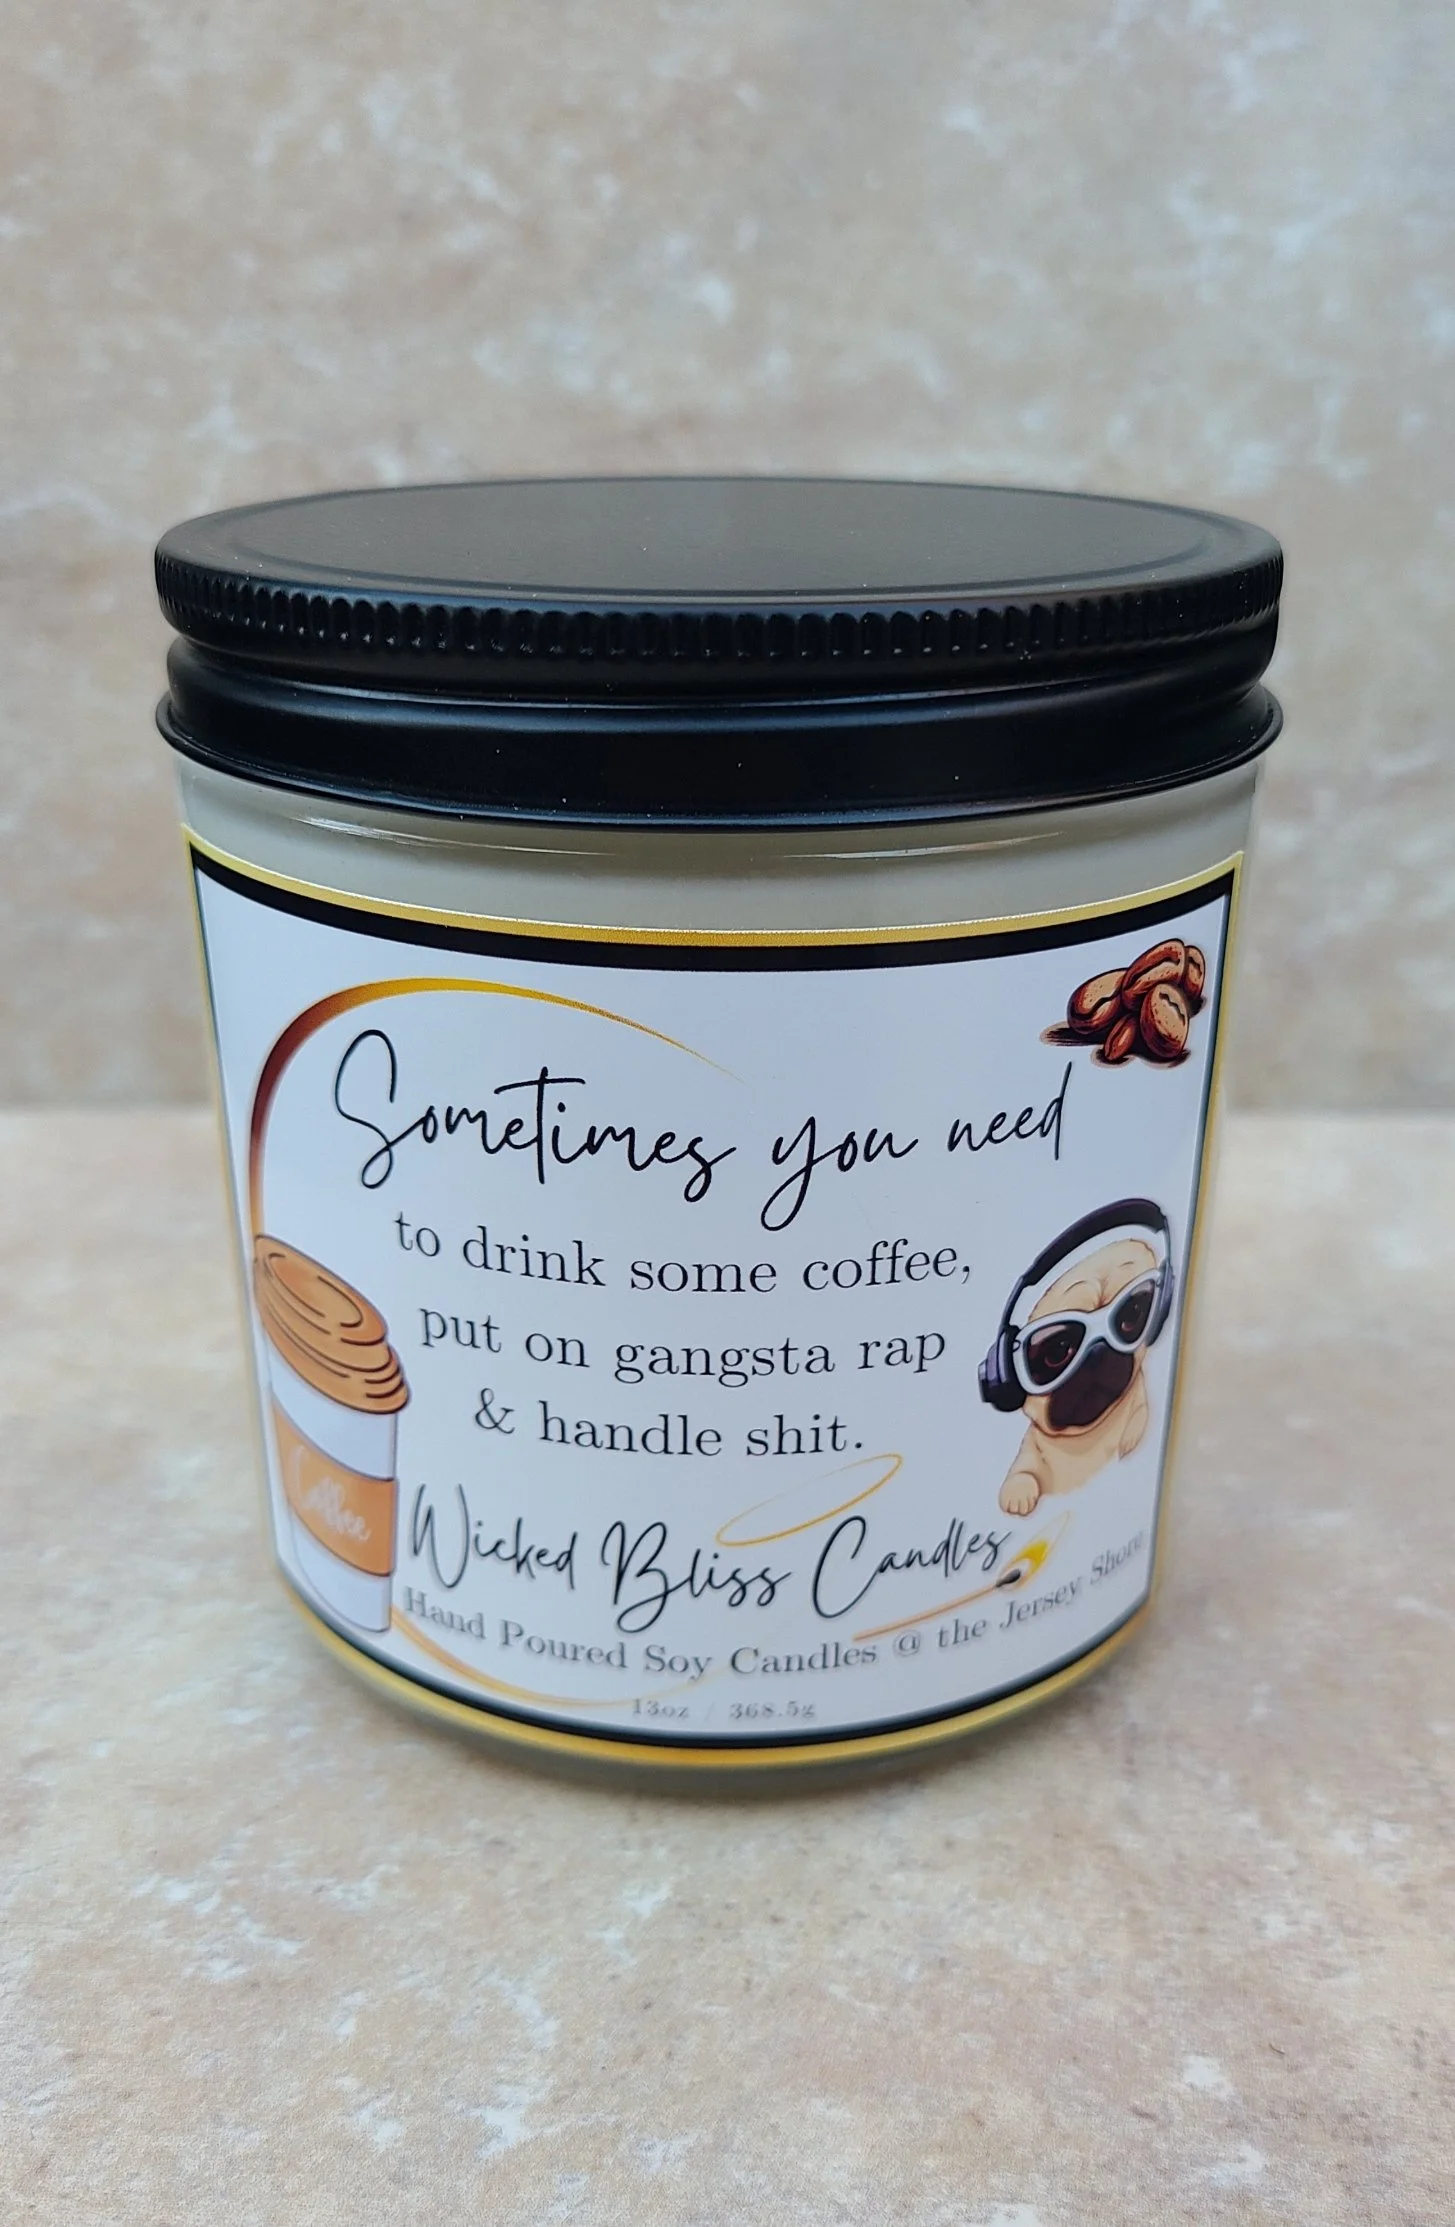 Sometimes you need
to drink some coffee,
put on gangsta rap
& handle shit.
Coffee
Wicked Bliss Candles
Hand Poured Soy Candles @ the Jersey Shore
13oz / 368.5g